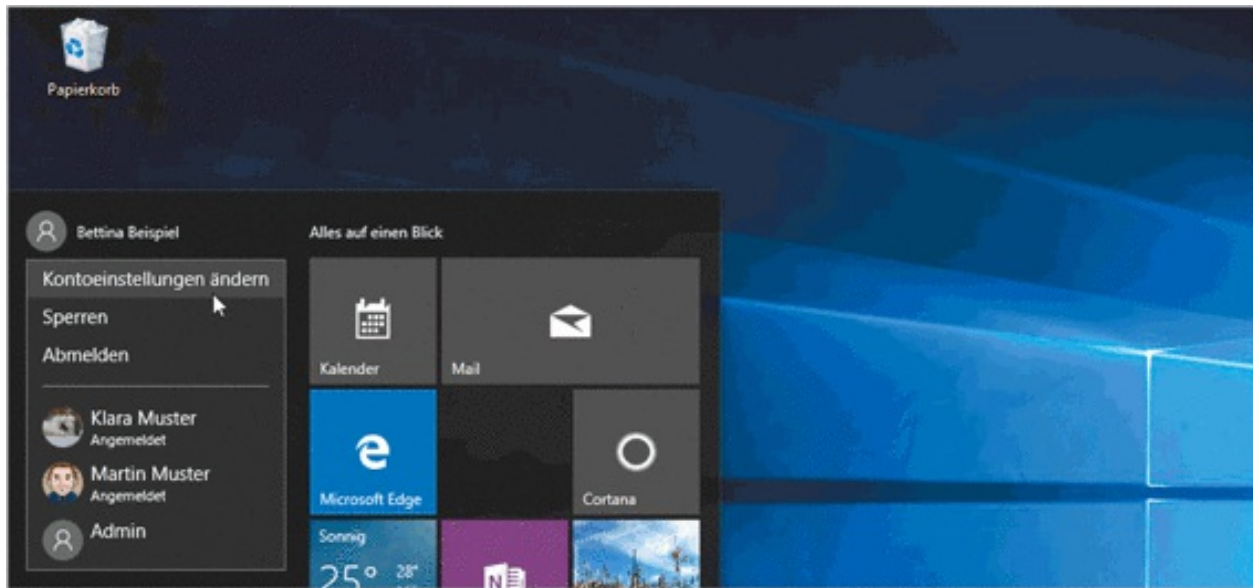 Papierkorb
Bettina Beispiel
Alles auf einen Blick
Kontoeinstellungen ändern
Sperren
Abmelden
Klara Muster
Angemeldet
Martin Muster
Angemeldet
Admin
Kalender
Mail
Microsoft Edge
Cortana
Sonnig
25° 28°
N